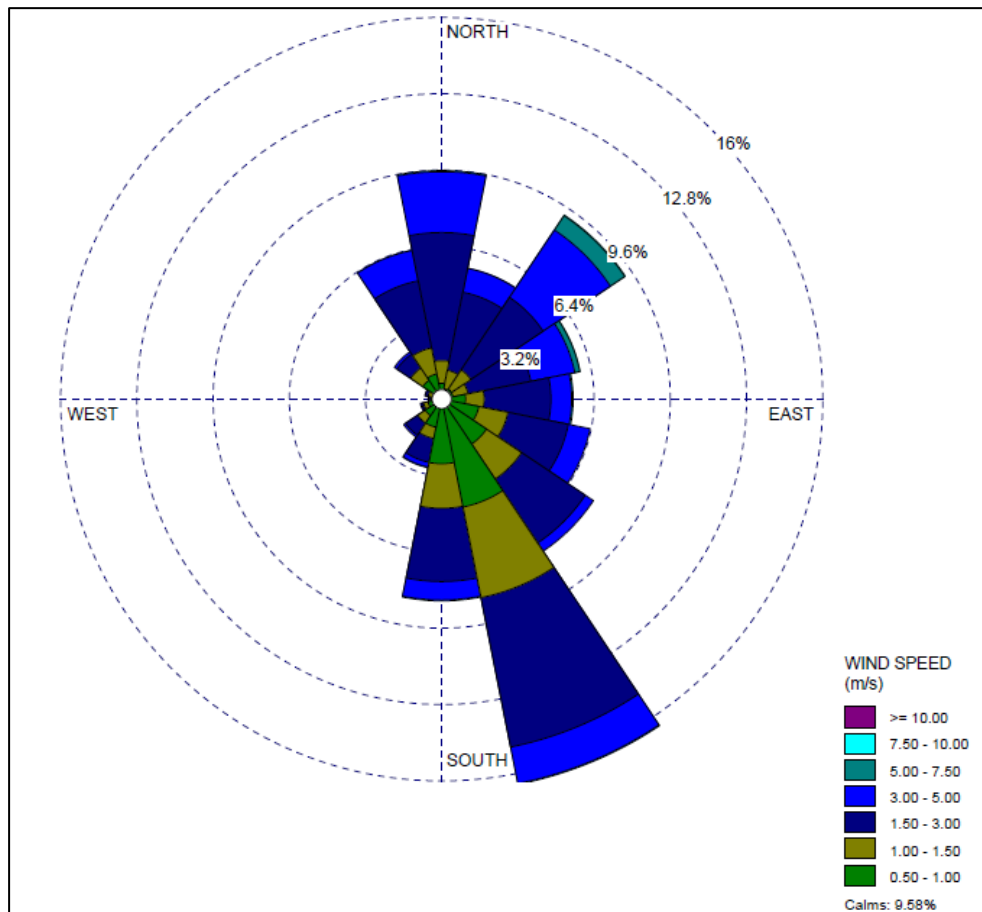 NORTH
16%
12.8%
9.6%
6.4%
3.2%
WEST
EAST
SOUTH
WIND SPEED
(m/s)
>= 10.00
7.50 - 10.00
5.00 - 7.50
3.00 - 5.00
1.50 - 3.00
1.00 - 1.50
0.50 - 1.00
Calms: 9.58%